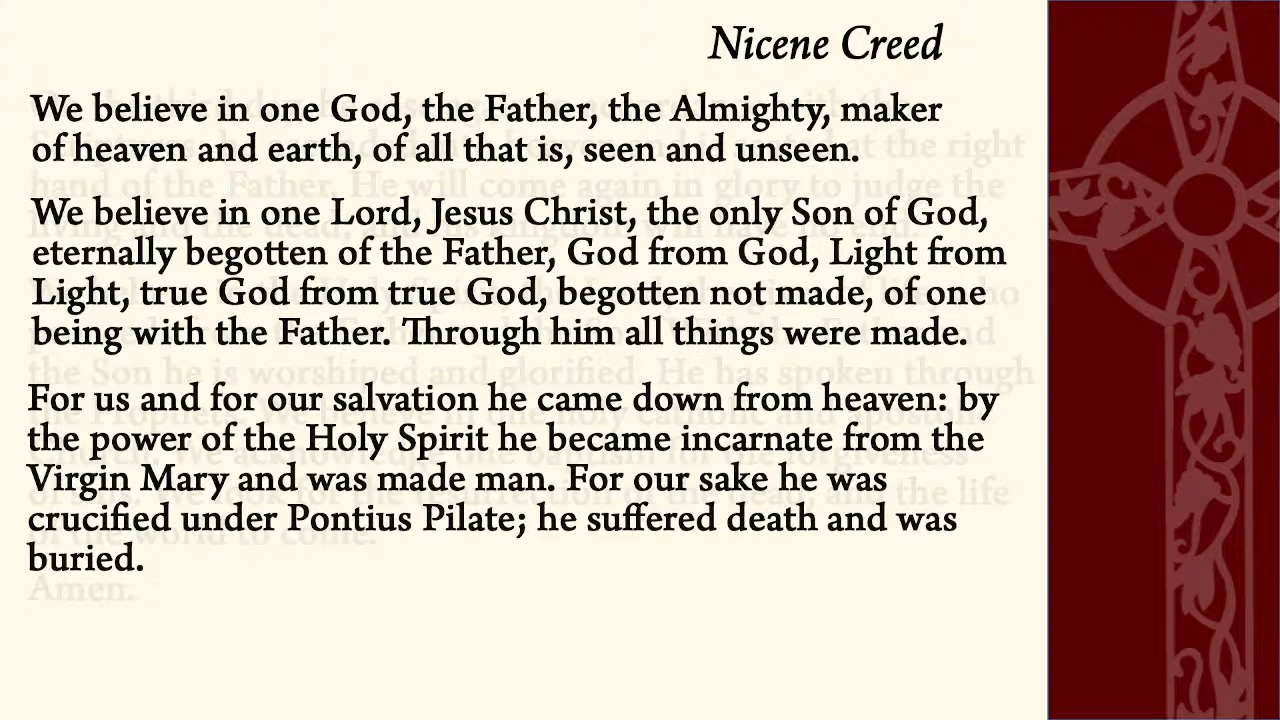 Nicene Creed
We believe in one God, the Father, the Almighty, maker
of heaven and earth, of all that is, seen and unseen.
We believe in one Lord, Jesus Christ, the only Son of God,
eternally begotten of the Father, God from God, Light from
Light, true God from true God, begotten not made, of one
being with the Father. Through him all things were made.
For us and for our salvation he came down from heaven: by
the power of the Holy Spirit he became incarnate from the
Virgin Mary and was made man. For our sake he was
crucified under Pontius Pilate; he suffered death and was
buried.
Amen.